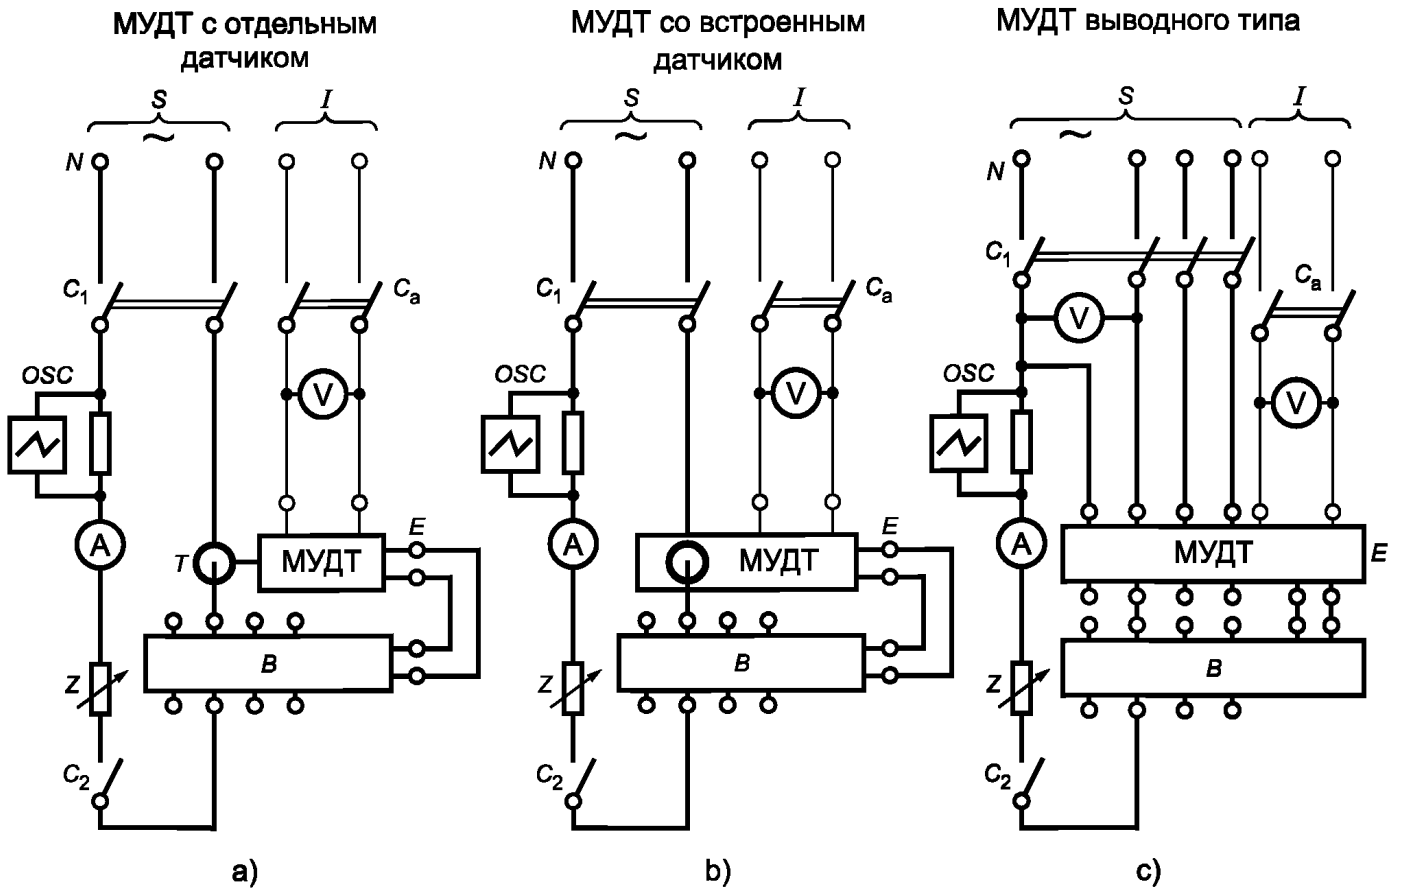 МУДТ с отдельным
датчиком
S
I
~
N
C1
Ca
OSC
V
A
T
МУДТ
E
B
Z
C2
a)
МУДТ со встроенным
датчиком
S
I
~
N
C1
Ca
OSC
V
A
МУДТ
E
B
Z
C2
b)
МУДТ выводного типа
S
I
~
N
C1
Ca
V
OSC
V
A
МУДТ
E
B
Z
C2
c)